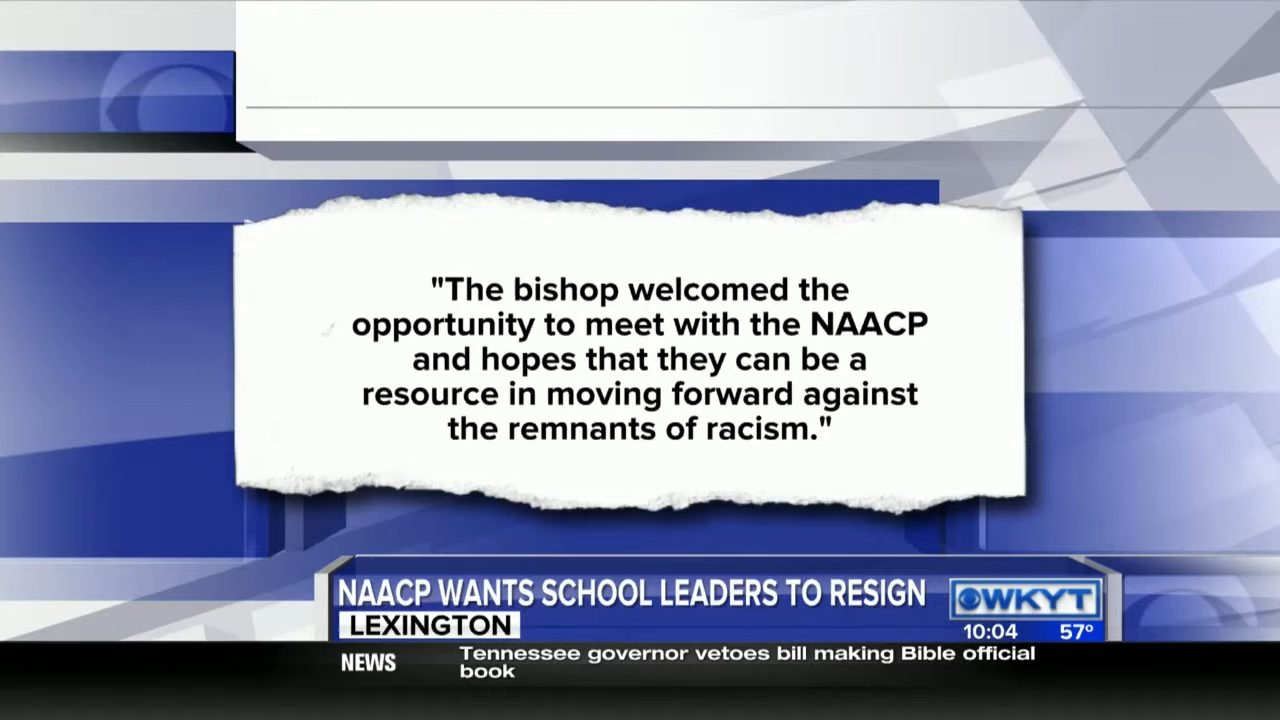 "The bishop welcomed the
opportunity to meet with the NAACP
and hopes that they can be a
resource in moving forward against
the remnants of racism."
NAACP WANTS SCHOOL LEADERS TO RESIGN
LEXINGTON
WKYT
10:04 57°
NEWS
Tennessee governor vetoes bill making Bible official
book